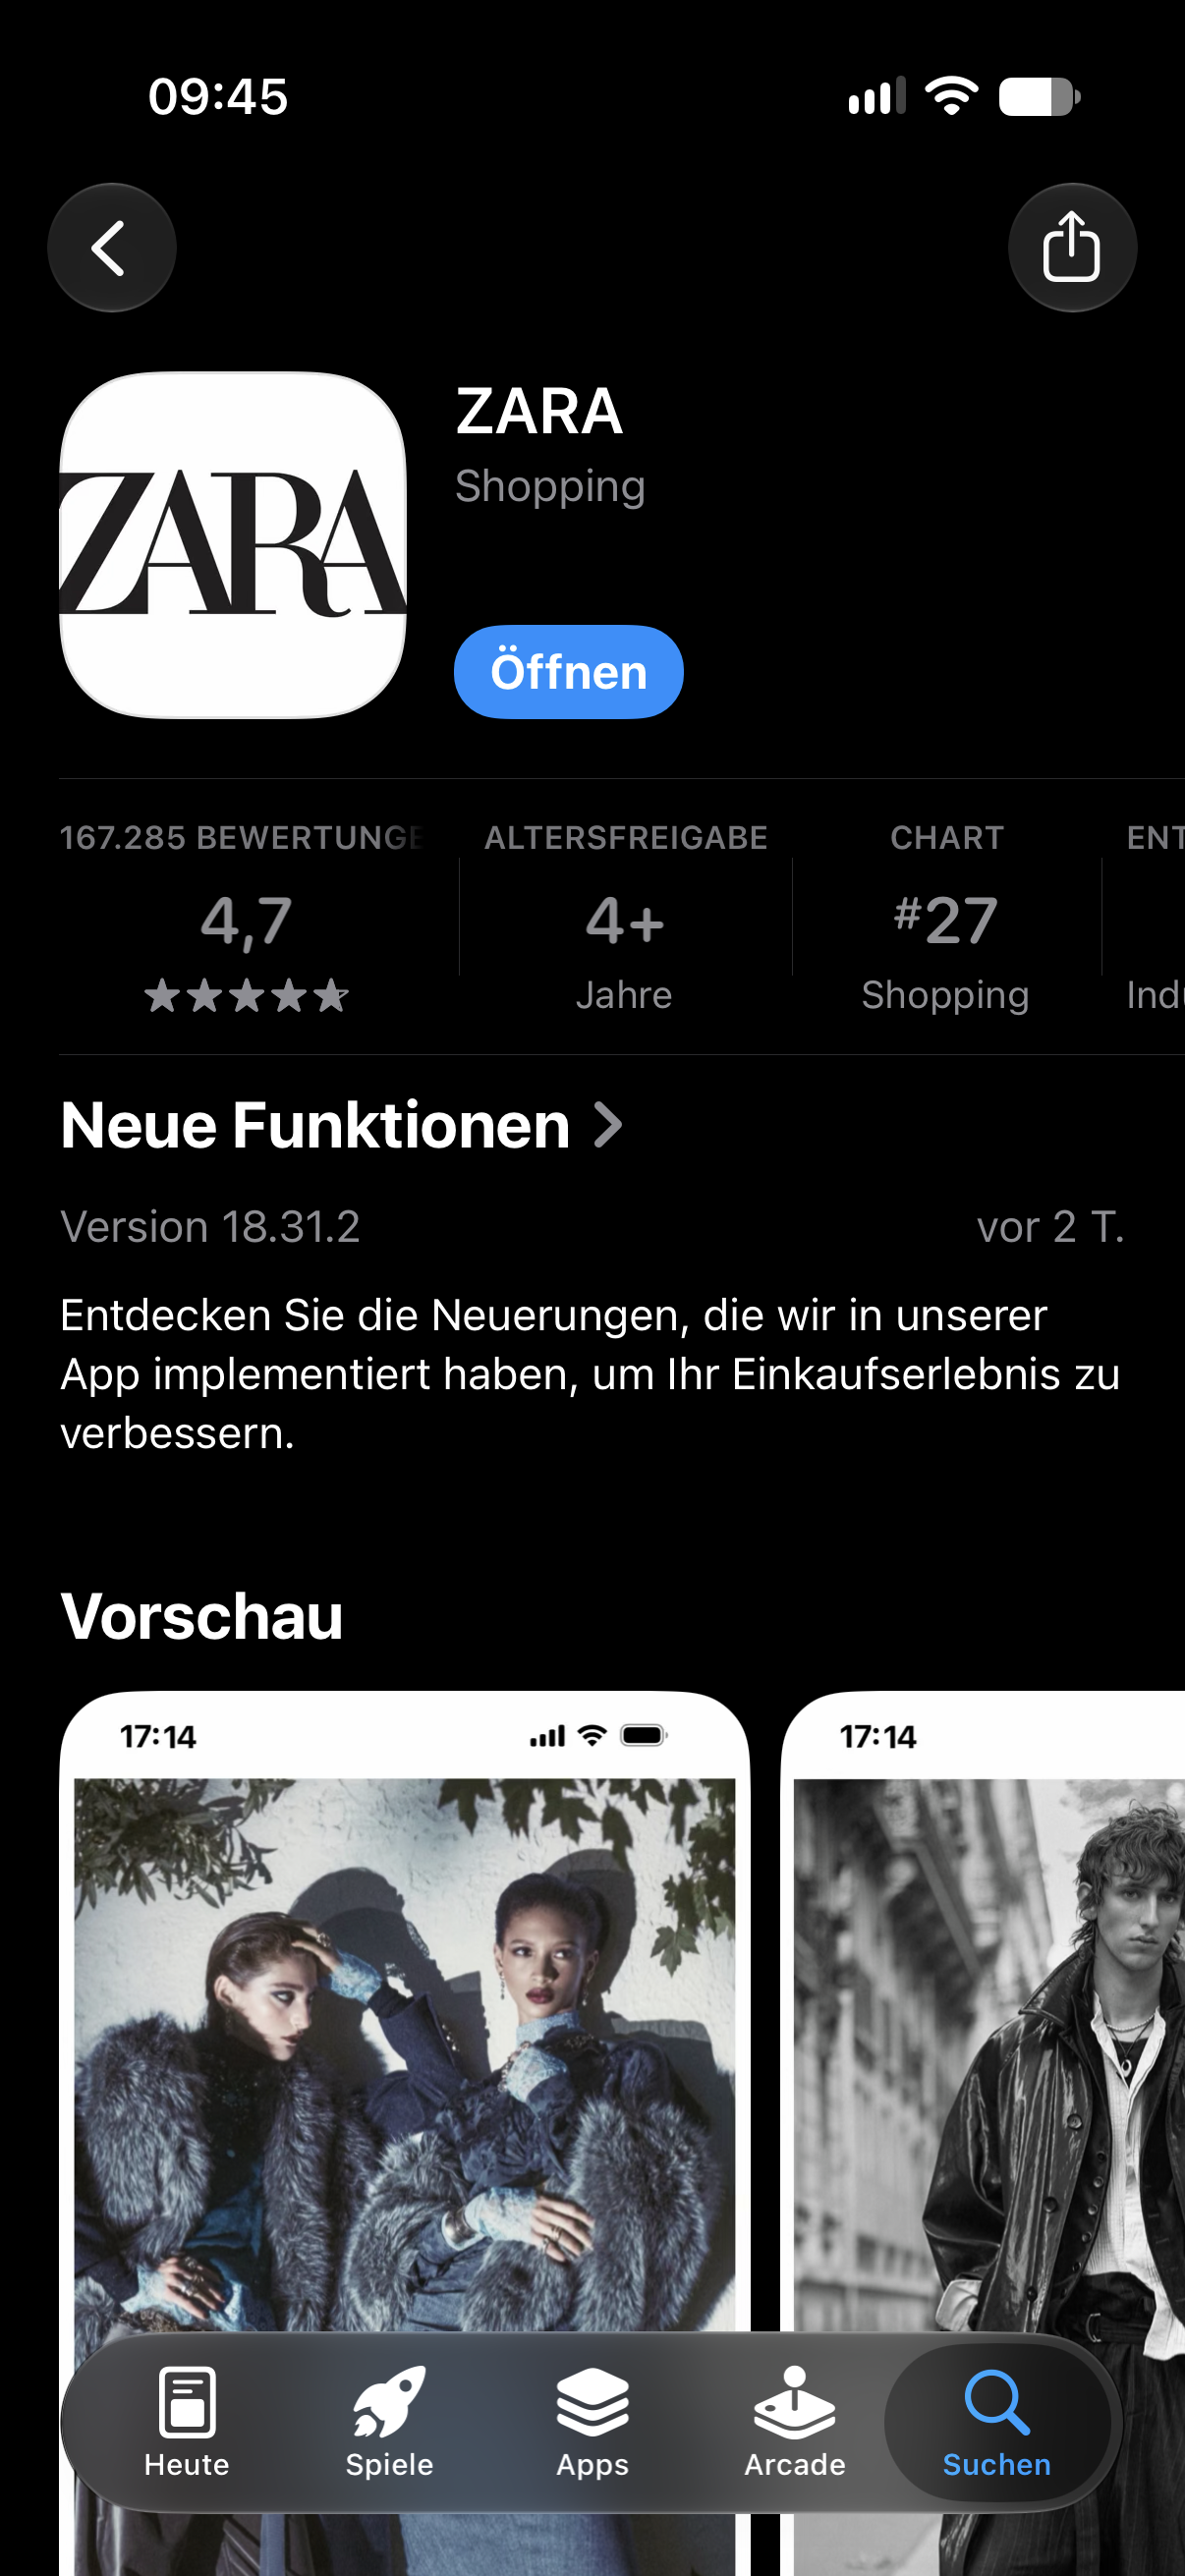 09:45
ZARA
ZARA
Shopping
Öffnen
167.285 BEWERTUNGE
4,7
ALTERSFREIGABE
4+
Jahre
CHART
#27
Shopping
ENT
Neue Funktionen
Version 18.31.2
vor 2 T.
Entdecken Sie die Neuerungen, die wir in unserer
App implementiert haben, um Ihr Einkaufserlebnis zu
verbessern.
Vorschau
17:14
17:14
Heute
Spiele
Apps
Arcade
Suchen